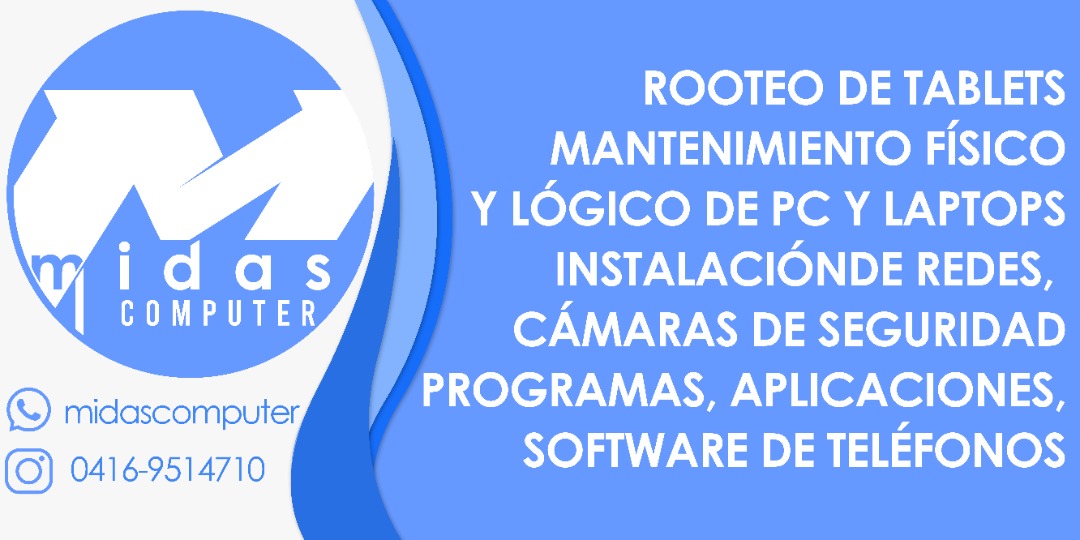 midas
COMPUTER
midascomputer
0416-9514710
ROOTEO DE TABLETS
MANTENIMIENTO FÍSICO
Y LÓGICO DE PC Y LAPTOPS
INSTALACIÓNDE REDES,
CÁMARAS DE SEGURIDAD
PROGRAMAS, APLICACIONES,
SOFTWARE DE TELÉFONOS